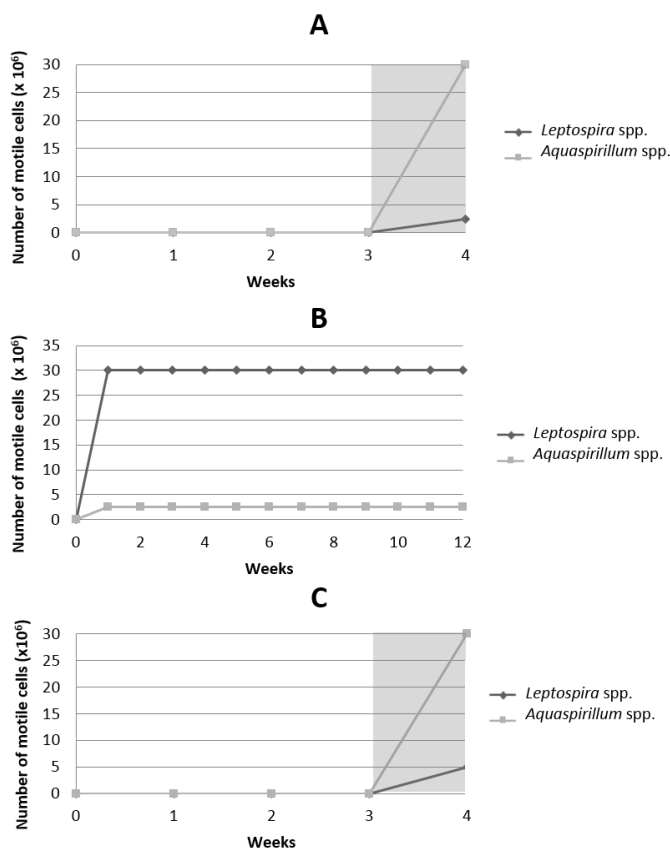 A
Number of motile cells (x 10⁶)
30
25
20
15
10
5
0
0 1 2 3 4
Weeks
Leptospira spp.
Aquaspirillum spp.
B
Number of motile cells (x 10⁶)
35
30
25
20
15
10
5
0
0 2 4 6 8 10 12
Weeks
Leptospira spp.
Aquaspirillum spp.
C
Number of motile cells (x10⁶)
30
25
20
15
10
5
0
0 1 2 3 4
Weeks
Leptospira spp.
Aquaspirillum spp.